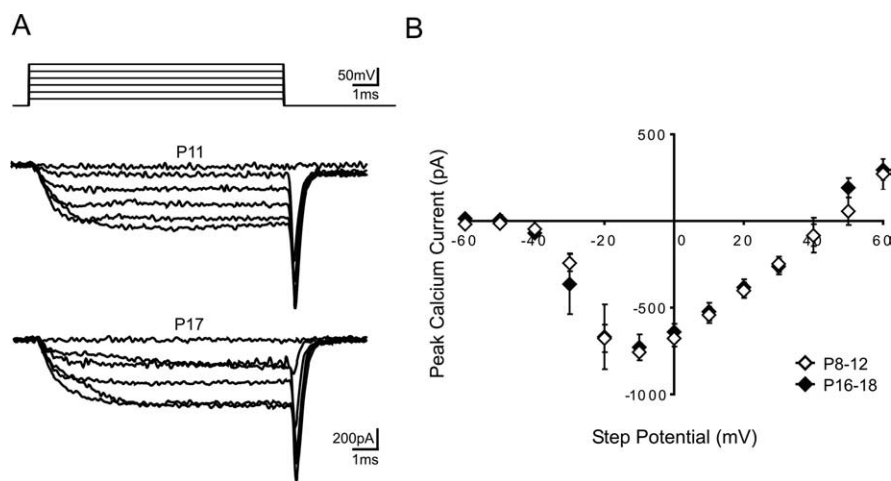 A
50mV
1ms
P11
P17
200pA
1ms
B
500
-60
-40
-20
0
20
40
60
-500
-1000
Peak Calcium Current (pA)
Step Potential (mV)
P8-12
P16-18